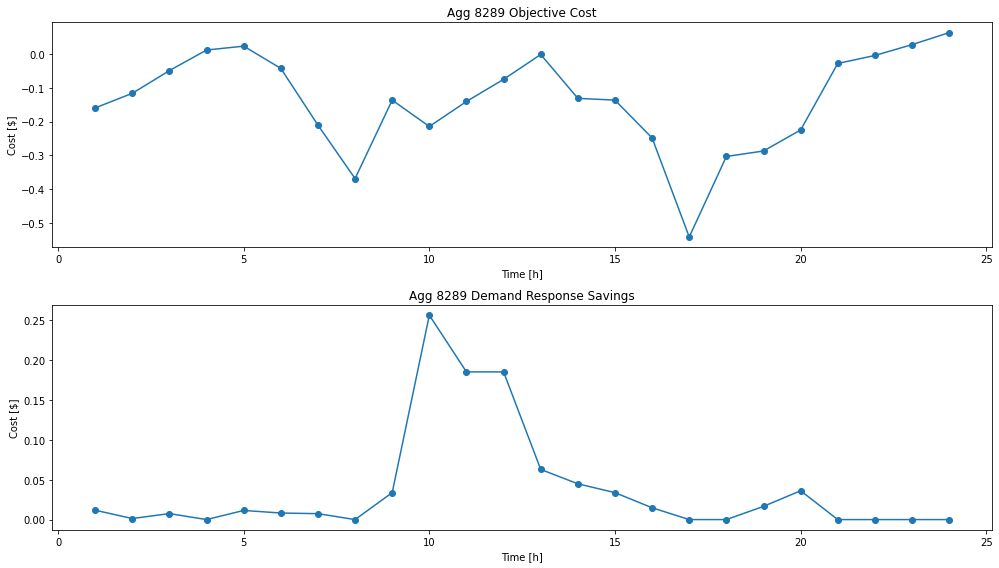 Agg 8289 Objective Cost
Cost [$]
0.0
−0.1
−0.2
−0.3
−0.4
−0.5
0 5 10 15 20 25
Time [h]
Agg 8289 Demand Response Savings
Cost [$]
0.25
0.20
0.15
0.10
0.05
0.00
0 5 10 15 20 25
Time [h]